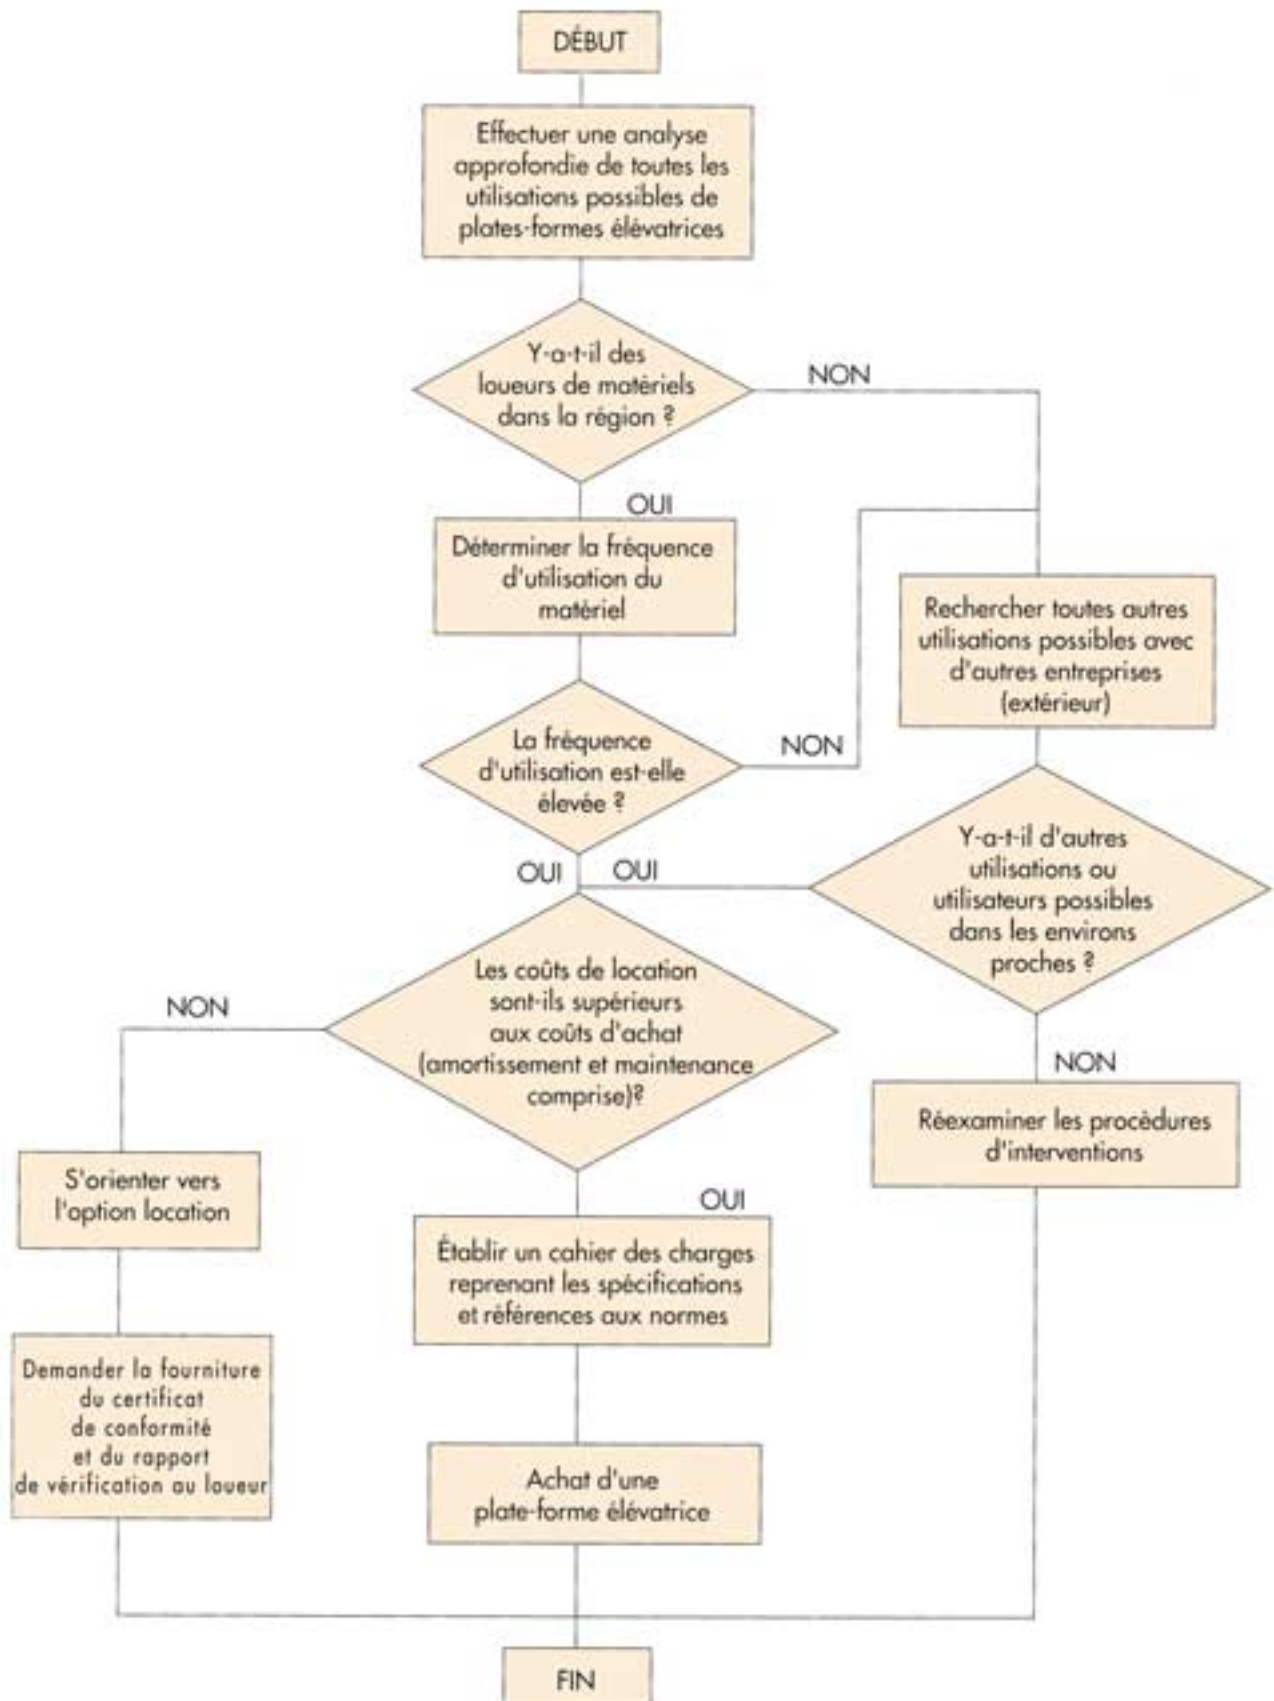 DÉBUT
Effectuer une analyse
approfondie de toutes les
utilisations possibles de
plates-formes élévatrices
Y-a-t-il des
loueurs de matériels
dans la région ?
NON
OUI
Déterminer la fréquence
d'utilisation du
matériel
Rechercher toutes autres
utilisations possibles avec
d'autres entreprises
(extérieur)
La fréquence
d'utilisation est-elle
élevée ?
NON
OUI
OUI
Y-a-t-il d'autres
utilisations ou
utilisateurs possibles
dans les environs
proches ?
Les coûts de location
sont-ils supérieurs
aux coûts d'achat
(amortissement et maintenance
comprise)?
NON
NON
Réexaminer les procédures
d'interventions
S'orienter vers
l'option location
OUI
Établir un cahier des charges
reprenant les spécifications
et références aux normes
Demander la fourniture
du certificat
de conformité
et du rapport
de vérification au loueur
Achat d'une
plate-forme élévatrice
FIN